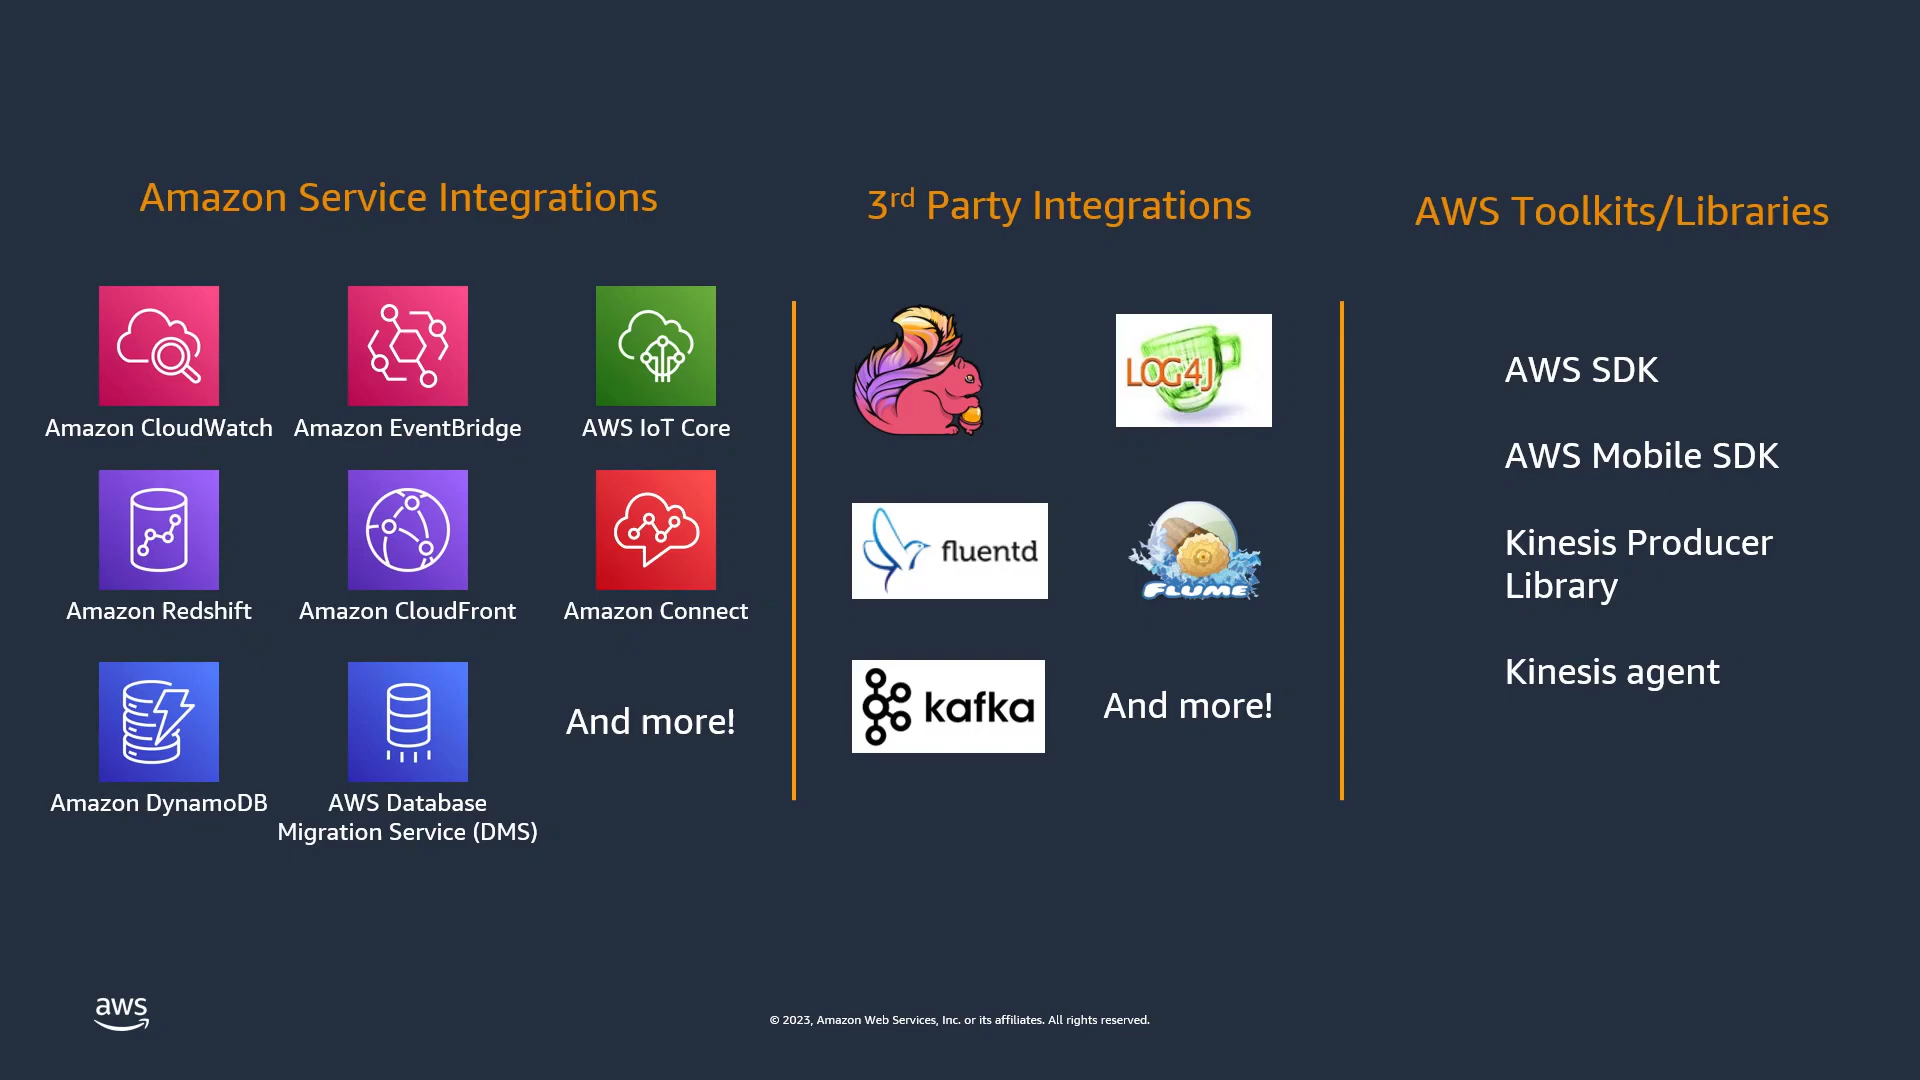 Amazon Service Integrations
Amazon CloudWatch
Amazon EventBridge
AWS IoT Core
Amazon Redshift
Amazon CloudFront
Amazon Connect
Amazon DynamoDB
AWS Database
Migration Service (DMS)
And more!
3rd Party Integrations
LOG4J
fluentd
FLUME
kafka
And more!
AWS Toolkits/Libraries
AWS SDK
AWS Mobile SDK
Kinesis Producer
Library
Kinesis agent
aws
© 2023, Amazon Web Services, Inc. or its affiliates. All rights reserved.